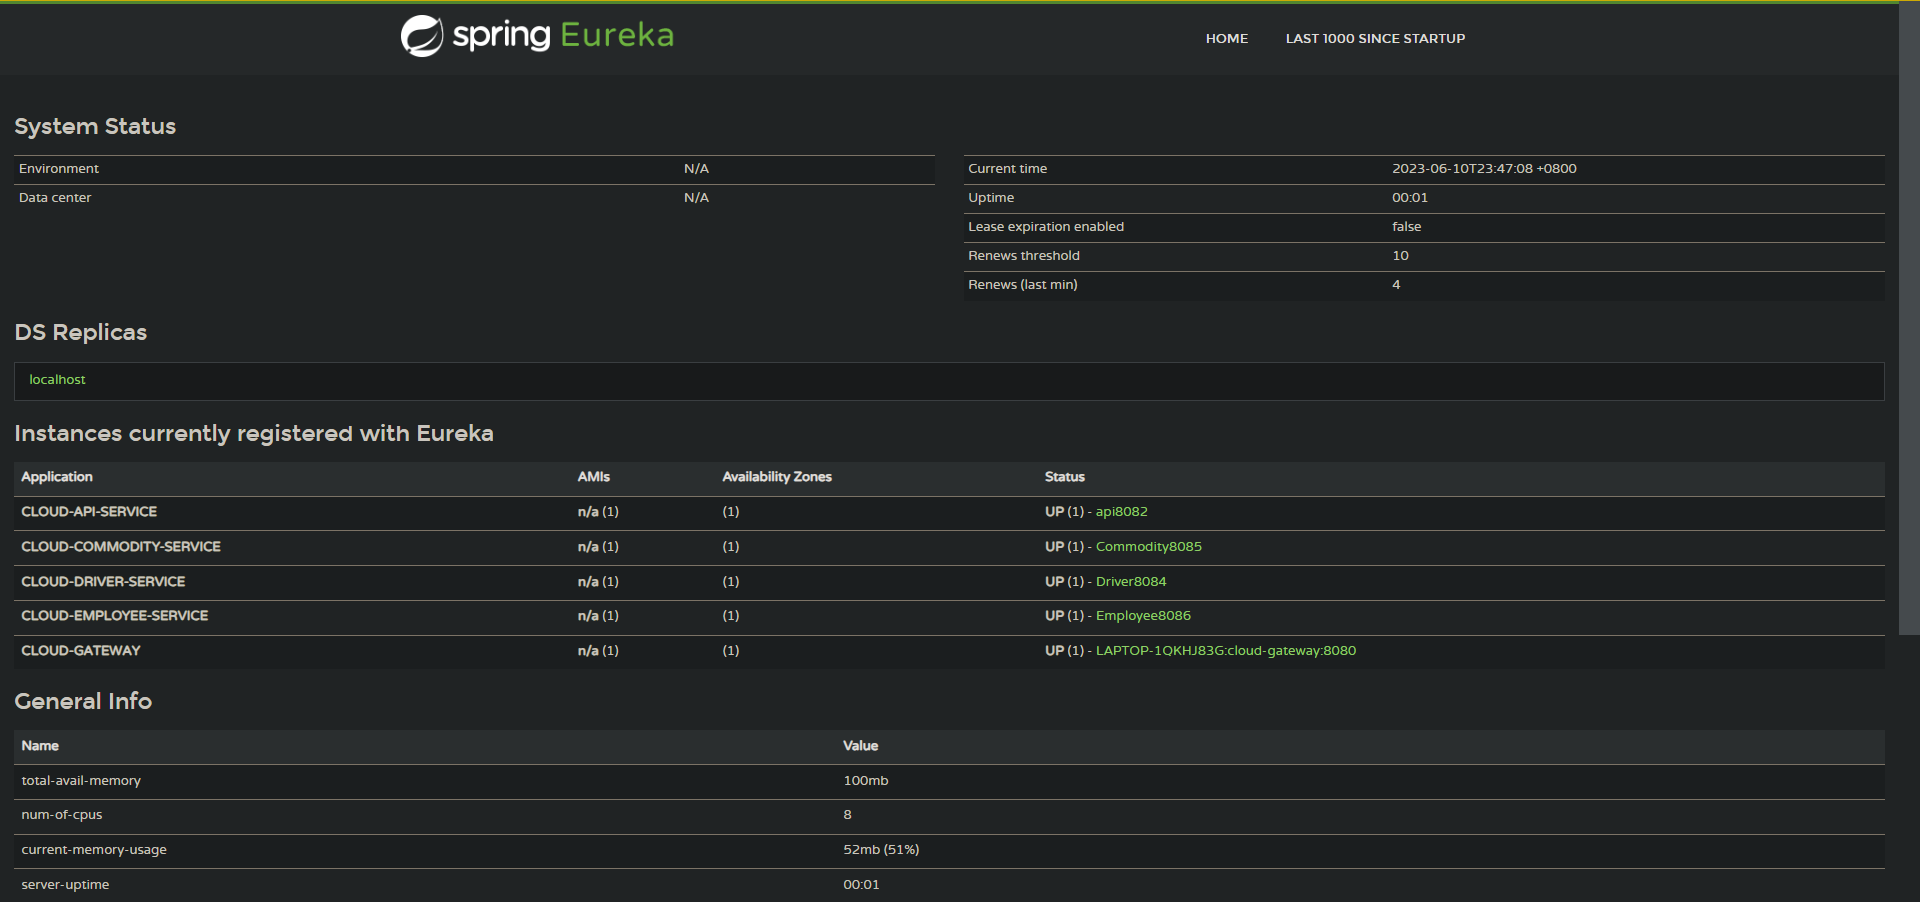 spring Eureka
HOME LAST 1000 SINCE STARTUP
System Status
Environment N/A
Data center N/A
Current time 2023-06-10T23:47:08 +0800
Uptime 00:01
Lease expiration enabled false
Renews threshold 10
Renews (last min) 4
DS Replicas
localhost
Instances currently registered with Eureka
Application AMIs Availability Zones Status
CLOUD-API-SERVICE n/a (1) (1) UP (1) - api8082
CLOUD-COMMODITY-SERVICE n/a (1) (1) UP (1) - Commodity8085
CLOUD-DRIVER-SERVICE n/a (1) (1) UP (1) - Driver8084
CLOUD-EMPLOYEE-SERVICE n/a (1) (1) UP (1) - Employee8086
CLOUD-GATEWAY n/a (1) (1) UP (1) - LAPTOP-1QKHJ83G:cloud-gateway:8080
General Info
Name Value
total-avail-memory 100mb
num-of-cpus 8
current-memory-usage 52mb (51%)
server-uptime 00:01